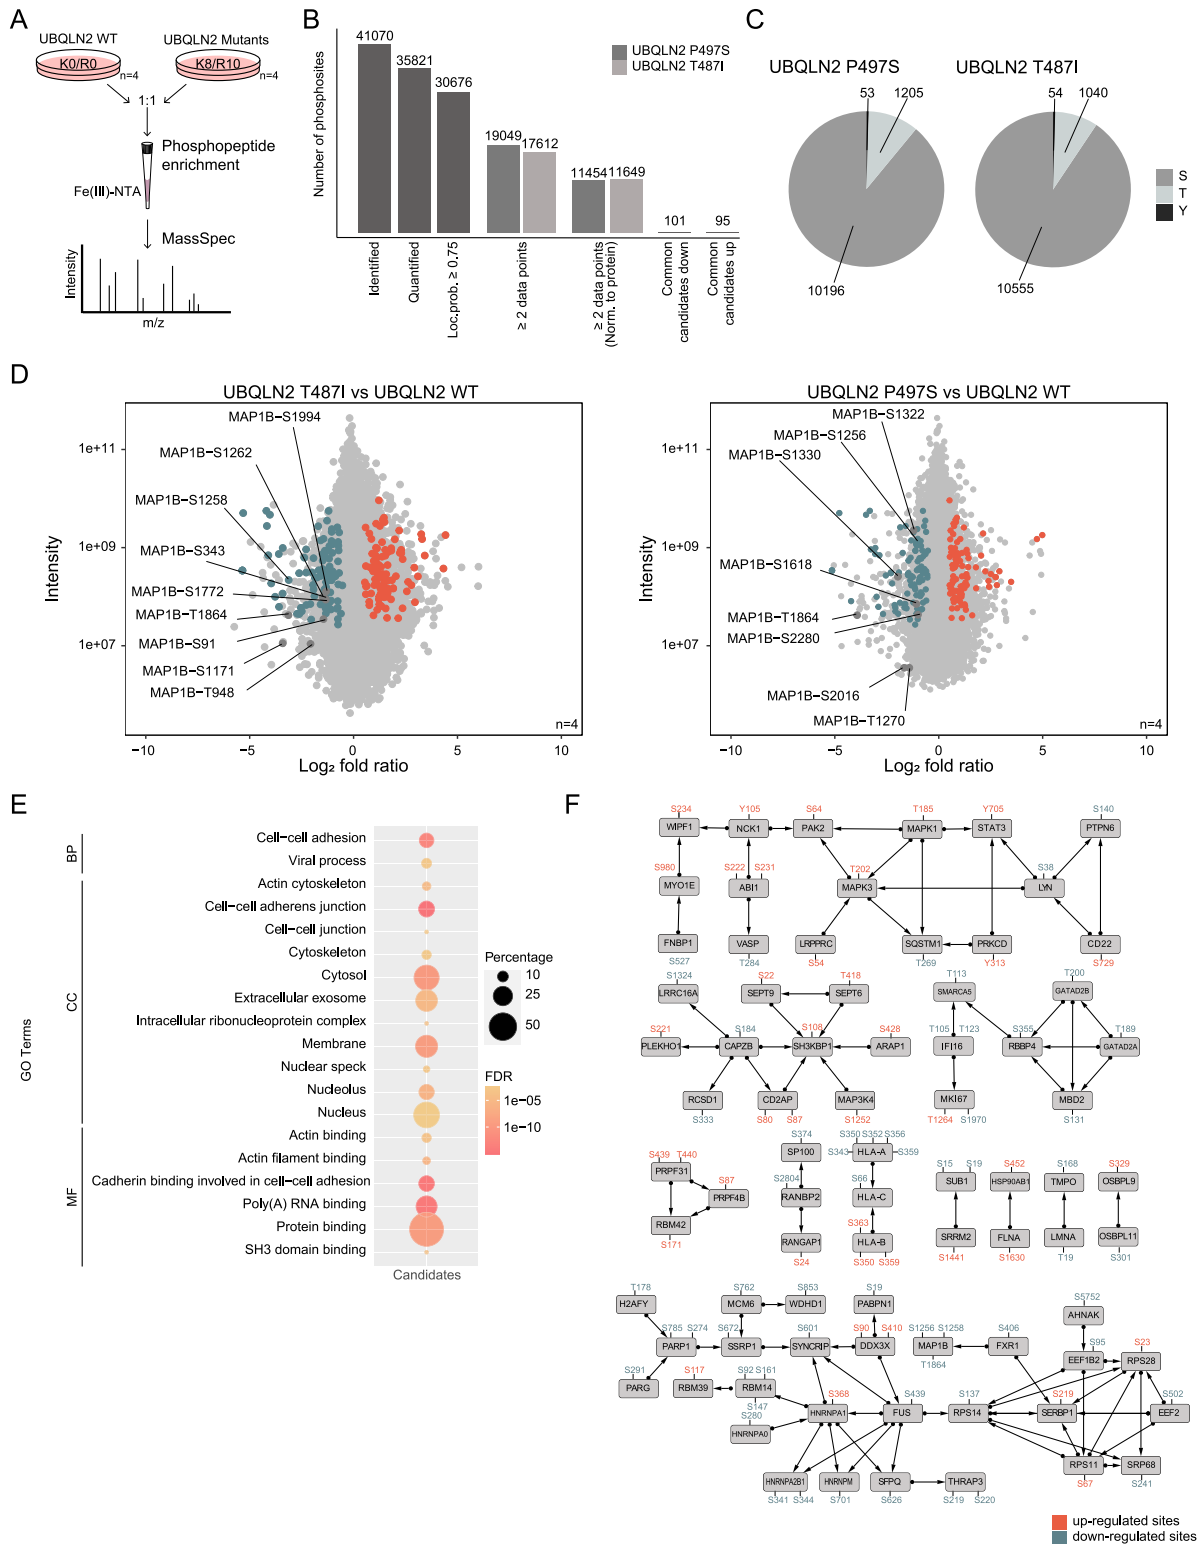 A
UBQLN2 WT
UBQLN2 Mutants
K0/R0
K8/R10
n=4
n=4
1:1
Phosphopeptide
enrichment
Fe(III)-NTA
MassSpec
Intensity
m/z
B
Number of phosphosites
41070
35821
30676
19049
17612
11454
11649
101
95
UBQLN2 P497S
UBQLN2 T487I
Identified
Quantified
Loc.prob. ≥ 0.75
≥ 2 data points
≥ 2 data points
(Norm. to protein)
Common
candidates down
Common
candidates up
C
UBQLN2 P497S
UBQLN2 T487I
53
1205
54
1040
10196
10555
S
T
Y
D
UBQLN2 T487I vs UBQLN2 WT
MAP1B−S1994
MAP1B−S1262
MAP1B−S1258
MAP1B−S343
MAP1B−S1772
MAP1B−T1864
MAP1B−S91
MAP1B−S1171
MAP1B−T948
1e+11
1e+09
1e+07
Intensity
n=4
−10
−5
0
5
10
Log₂ fold ratio
UBQLN2 P497S vs UBQLN2 WT
MAP1B−S1322
MAP1B−S1256
MAP1B−S1330
MAP1B−S1618
MAP1B−T1864
MAP1B−S2280
MAP1B−S2016
MAP1B−T1270
1e+11
1e+09
1e+07
Intensity
n=4
−10
−5
0
5
10
Log₂ fold ratio
E
GO Terms
BP
CC
MF
Cell−cell adhesion
Viral process
Actin cytoskeleton
Cell−cell adherens junction
Cell−cell junction
Cytoskeleton
Cytosol
Extracellular exosome
Intracellular ribonucleoprotein complex
Membrane
Nuclear speck
Nucleolus
Nucleus
Actin binding
Actin filament binding
Cadherin binding involved in cell−cell adhesion
Poly(A) RNA binding
Protein binding
SH3 domain binding
Candidates
Percentage
10
25
50
FDR
1e−05
1e−10
F
S234 Y105 S64 T185 Y705 S140
WIPF1 NCK1 PAK2 MAPK1 STAT3 PTPN6
S980 S222 S231 T202 S38
MYO1E ABI1 MAPK3 LYN
FNBP1 VASP LRPPRC SQSTM1 PRKCD CD22
S527 T284 S54 T269 Y313 S729
S1324 S22 T418 T113 T200
LRRC16A SEPT9 SEPT6 SMARCA5 GATAD2B
S221 S184 S108 S428 T105 T123 S355 T189
PLEKHO1 CAPZB SH3KBP1 ARAP1 IFI16 RBBP4 GATAD2A
RCSD1 CD2AP MAP3K4 MKI67 MBD2
S333 S80 S87 S1252 T1264 S1970 S131
S439 T440 S87
PRPF31 PRPF4B
RBM42
S171
S374
SP100
S2804
RANBP2
RANGAP1
S24
S350 S352 S356
S343 HLA-A S359
S66
HLA-C
S363
HLA-B
S350 S359
S15 S19 S452 T168 S329
SUB1 HSP90AB1 TMPO OSBPL9
SRRM2 FLNA LMNA OSBPL11
S1441 S1630 T19 S301
T178 S762 S853 S19 S5752
H2AFY MCM6 WDHD1 PABPN1 AHNAK
S785 S274 S672 S601 S90 S410 S1256 S1258 S406 S95 S23
PARP1 SSRP1 SYNCRIP DDX3X MAP1B FXR1 EEF1B2 RPS28
T1864
S291 S117 S92 S161
PARG RBM39 RBM14
S147
S280 S368 S439 S137 S219 S502
HNRNPA0 HNRNPA1 FUS RPS14 SERBP1 EEF2
RPS11 SRP68
S67 S241
HNRNPA2B1 HNRNPM SFPQ THRAP3
S341 S344 S701 S626 S219 S220
up-regulated sites
down-regulated sites